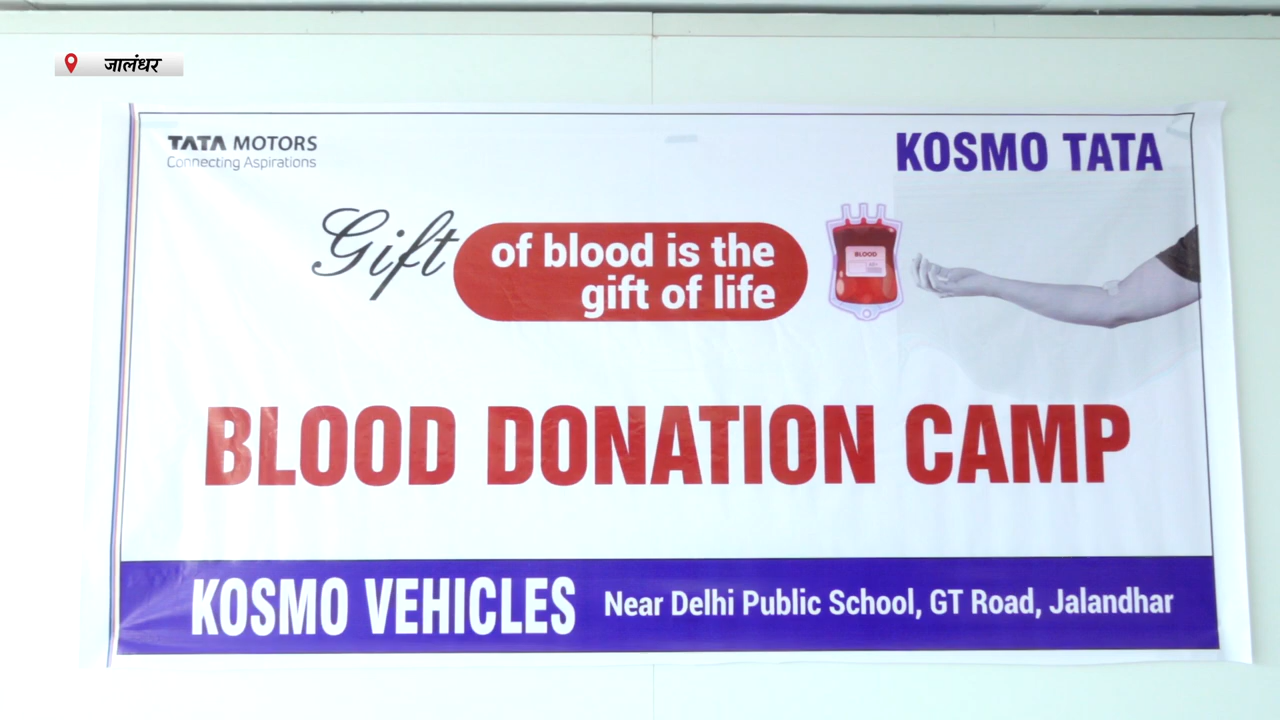 जालंधर
TATA MOTORS
Connecting Aspirations
KOSMO TATA
Gift of blood is the
gift of life
BLOOD
BLOOD DONATION CAMP
KOSMO VEHICLES Near Delhi Public School, GT Road, Jalandhar